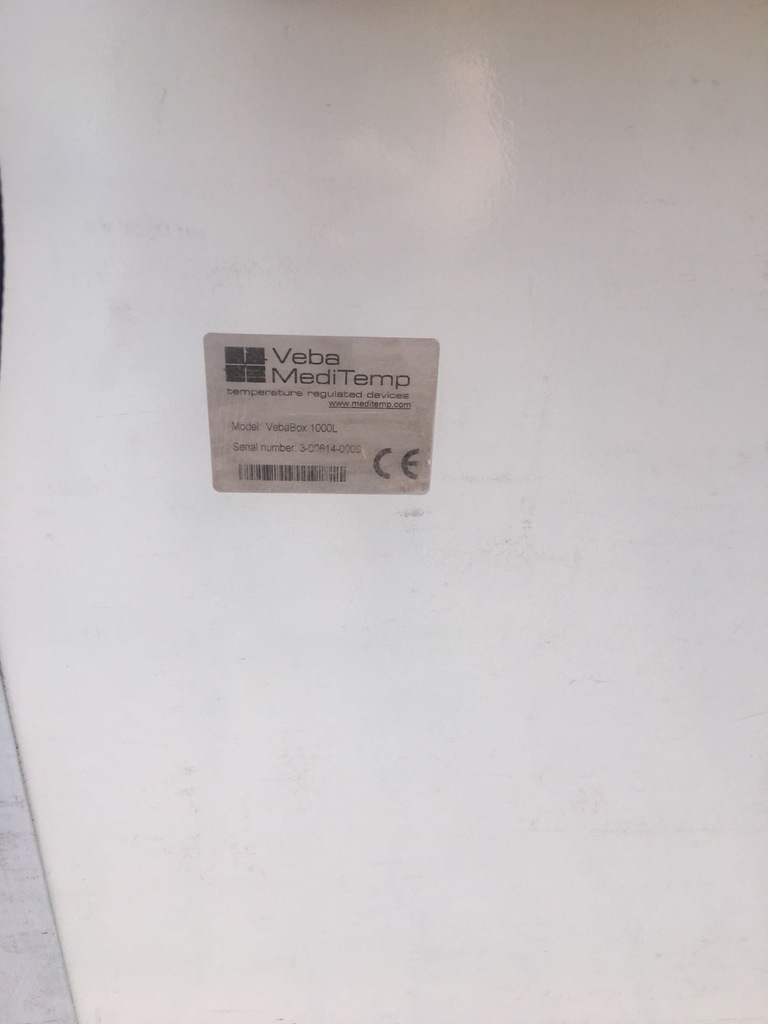 Veba
MediTemp
temperature regulated devices
www.meditemp.com
Model: VebaBox 1000L
Serial number:
CE